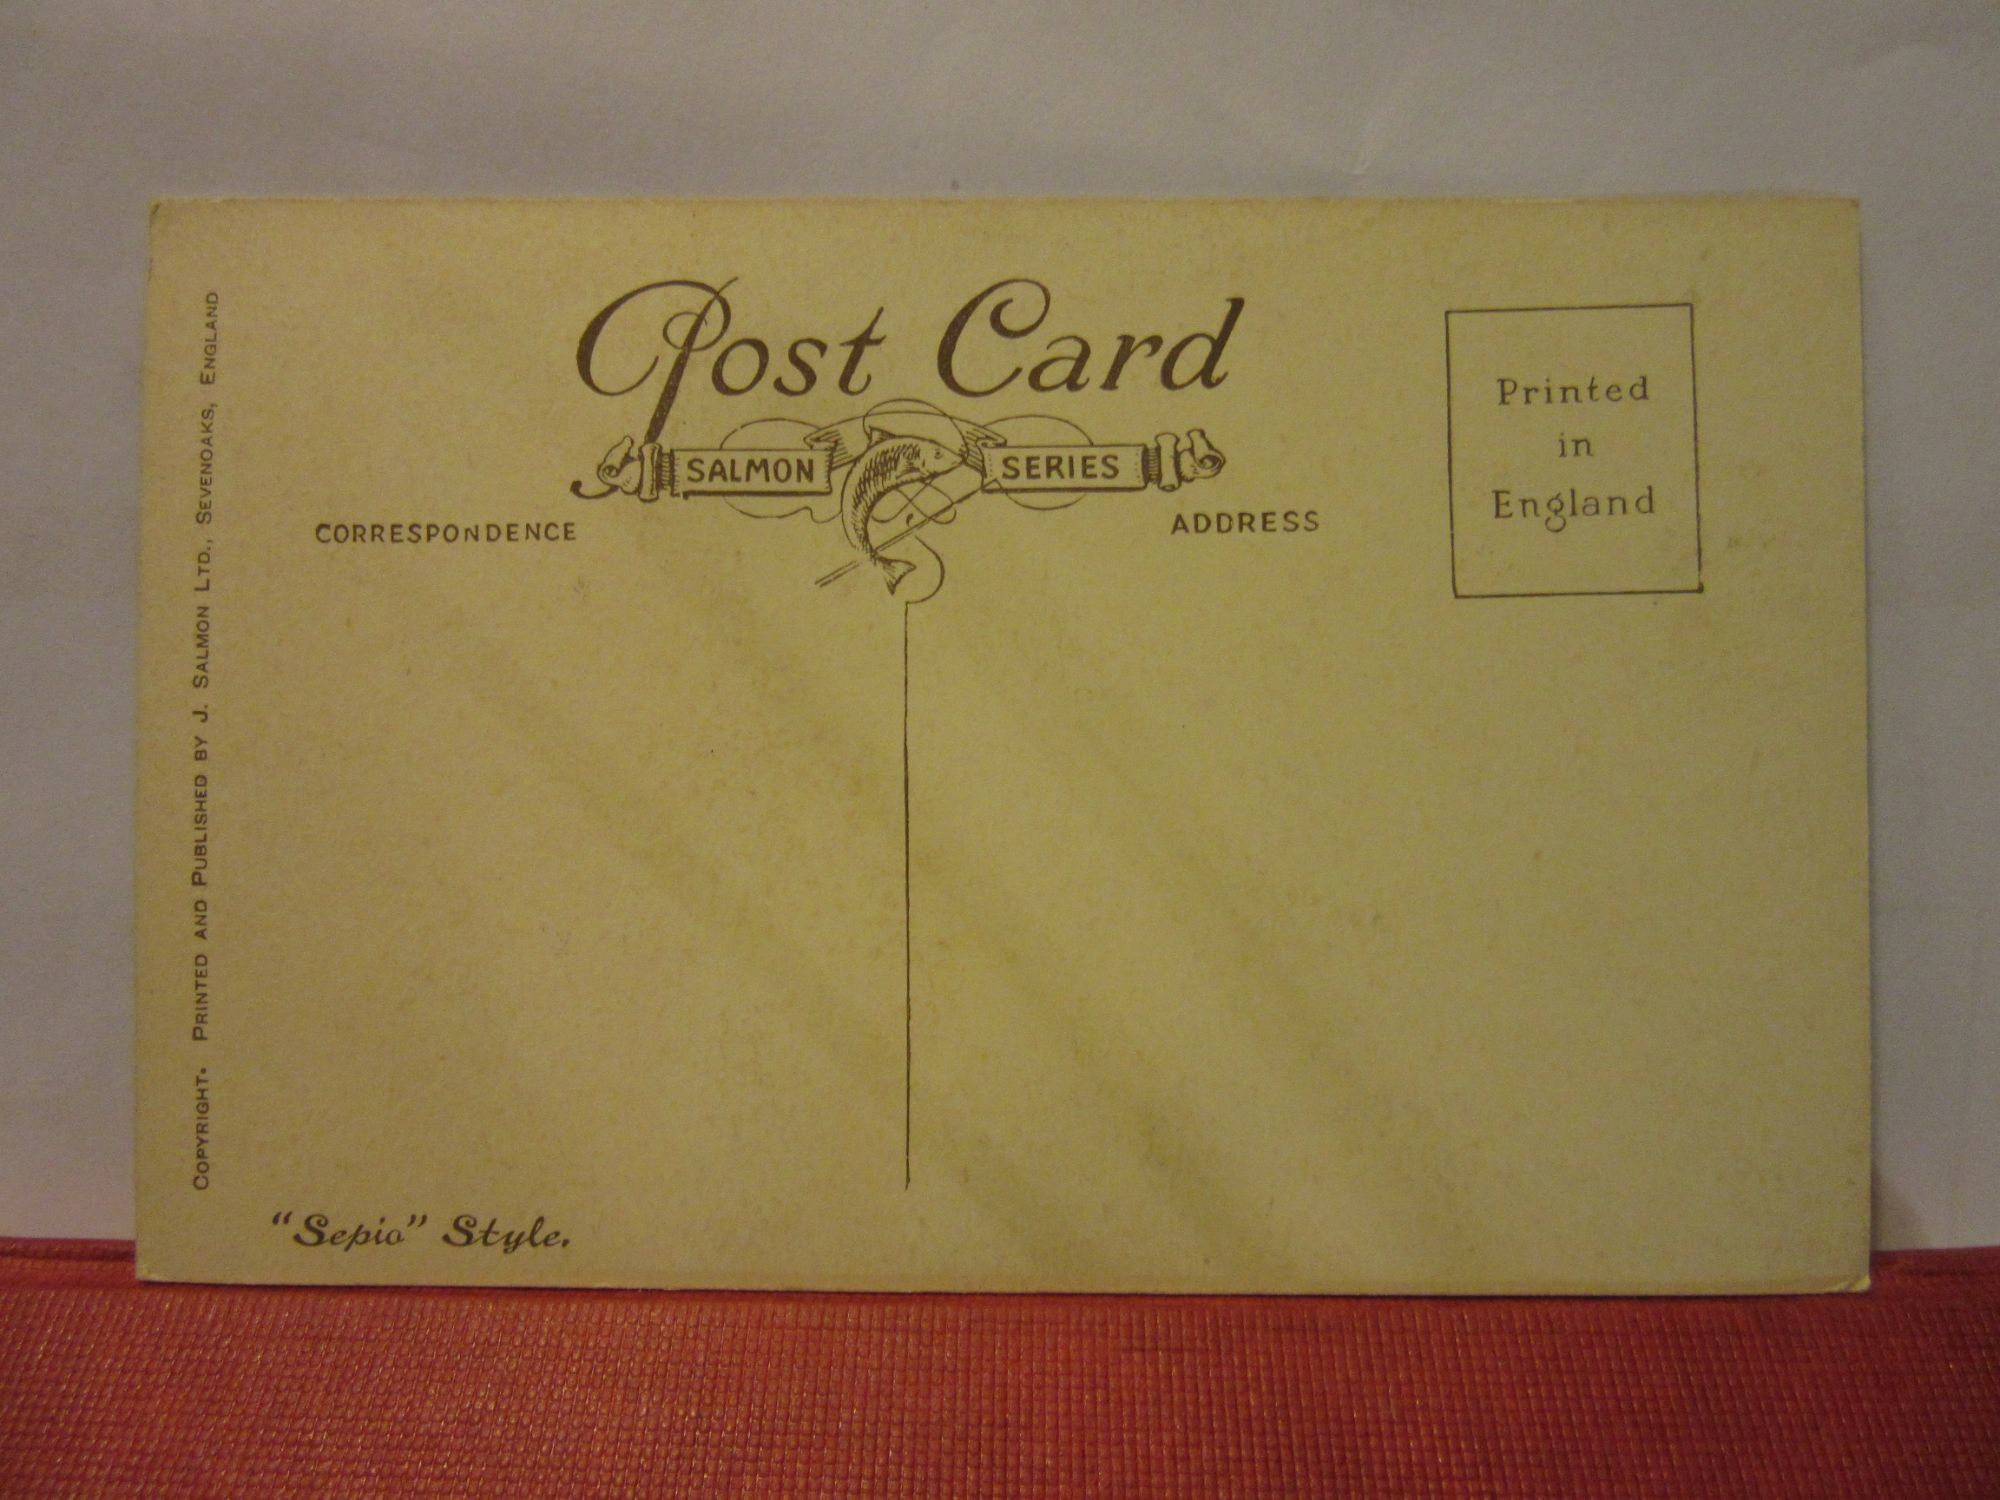 Post Card
SALMON SERIES
CORRESPONDENCE
ADDRESS
Printed
in
England
COPYRIGHT. PRINTED AND PUBLISHED BY J. SALMON LTD., SEVENOAKS, ENGLAND
"Sepia" Style.